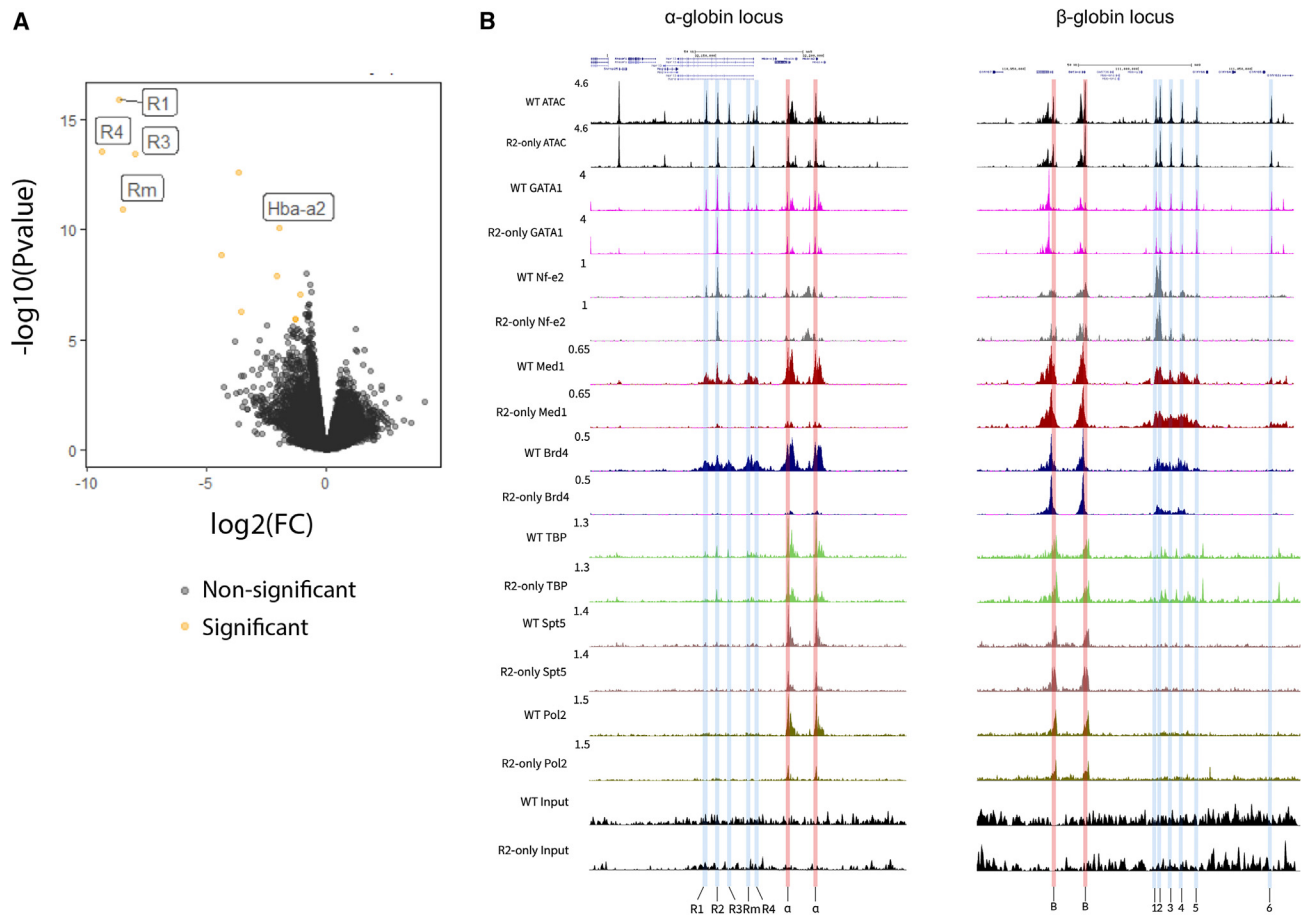 A
B
α-globin locus
β-globin locus
R1
R4
R3
Rm
Hba-a2
15
10
5
0
-10
-5
0
-log10(Pvalue)
log2(FC)
Non-significant
Significant
4.6
WT ATAC
4.6
R2-only ATAC
4
WT GATA1
4
R2-only GATA1
1
WT Nf-e2
1
R2-only Nf-e2
0.65
WT Med1
0.65
R2-only Med1
0.5
WT Brd4
0.5
R2-only Brd4
1.3
WT TBP
1.3
R2-only TBP
1.4
WT Spt5
1.4
R2-only Spt5
1.5
WT Pol2
1.5
R2-only Pol2
WT Input
R2-only Input
R1 R2 R3 Rm R4 α α
B B 1 2 3 4 5 6